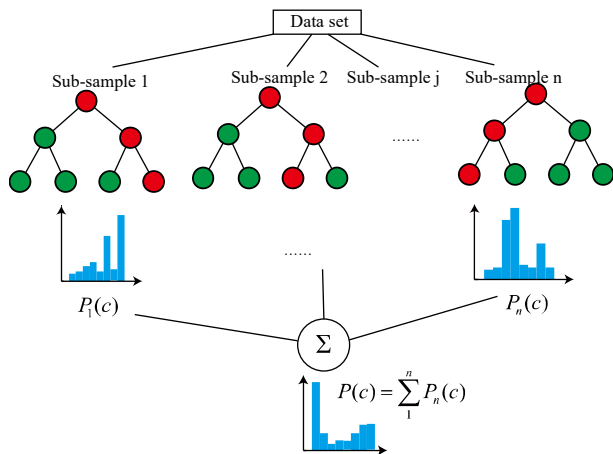 Data set
Sub-sample 1 Sub-sample 2 Sub-sample j Sub-sample n
......
......
P₁(c) Pₙ(c)
Σ
P(c) = ∑₁ⁿ Pₙ(c)